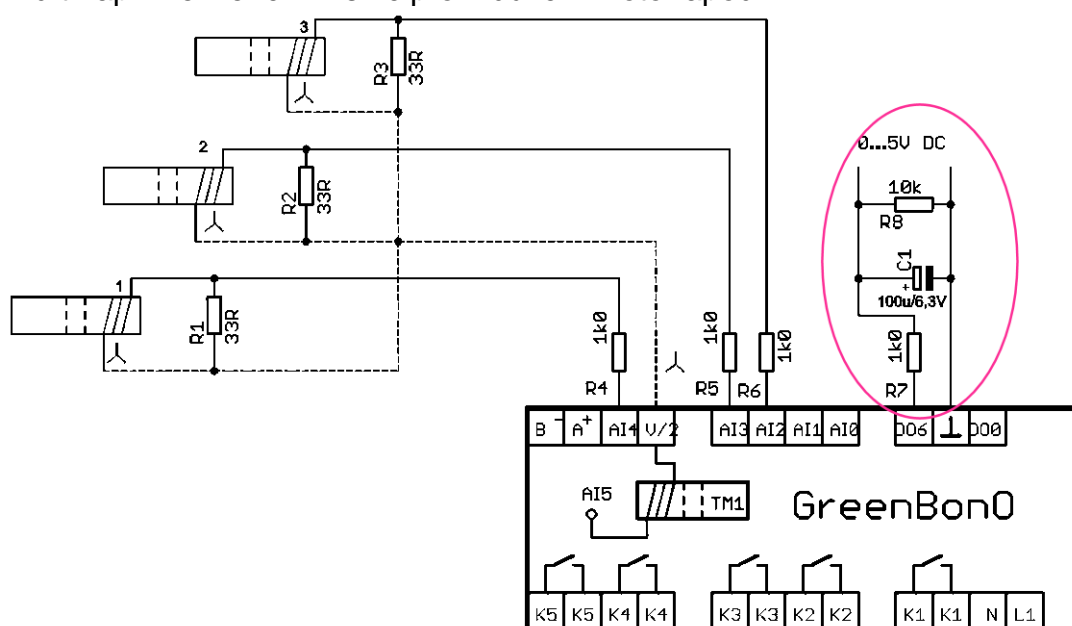 3
R3
33R
2
R2
33R
1
R1
33R
0...5V DC
10k
R8
C1
+
100u/6,3V
1k0
R4
1k0
R5
1k0
R6
1k0
R7
B - A+ AI4 V/2 AI3 AI2 AI1 AI0 DO6 ⊥ DO0
AI5
TM1
GreenBonO
K5 K5 K4 K4 K3 K3 K2 K2 K1 K1 N L1